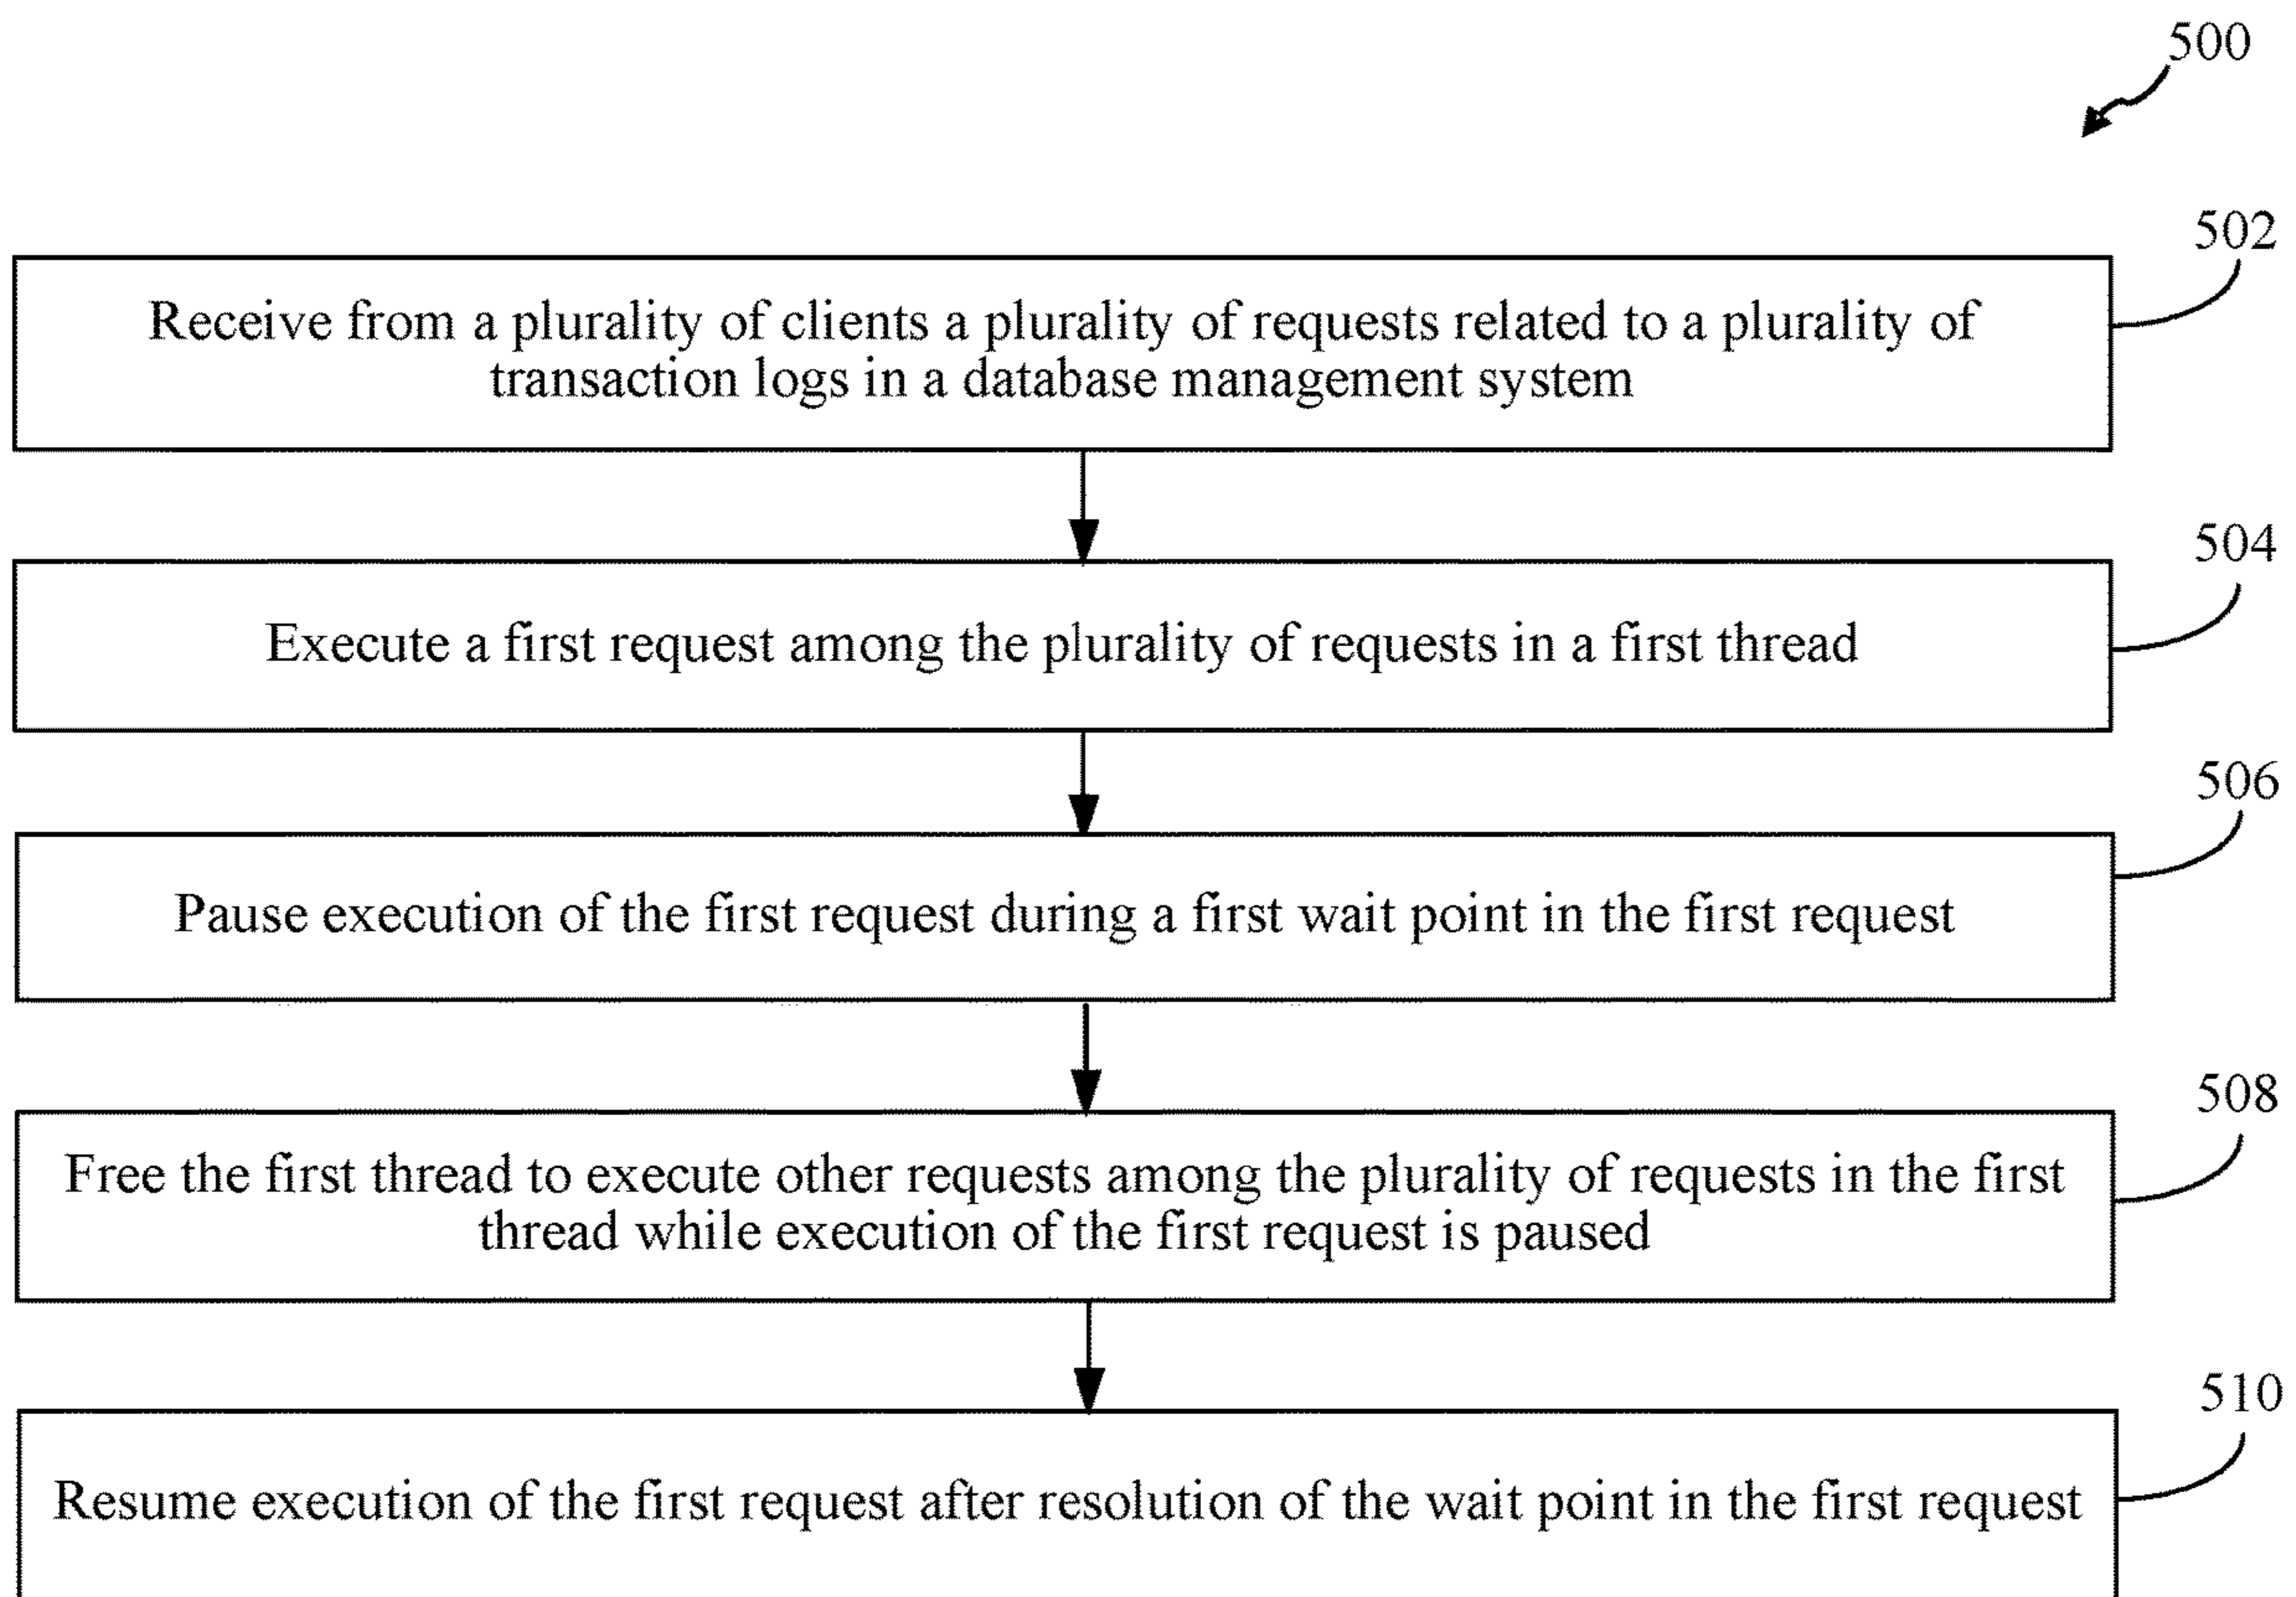 500
502
Receive from a plurality of clients a plurality of requests related to a plurality of
transaction logs in a database management system
504
Execute a first request among the plurality of requests in a first thread
506
Pause execution of the first request during a first wait point in the first request
508
Free the first thread to execute other requests among the plurality of requests in the first
thread while execution of the first request is paused
510
Resume execution of the first request after resolution of the wait point in the first request